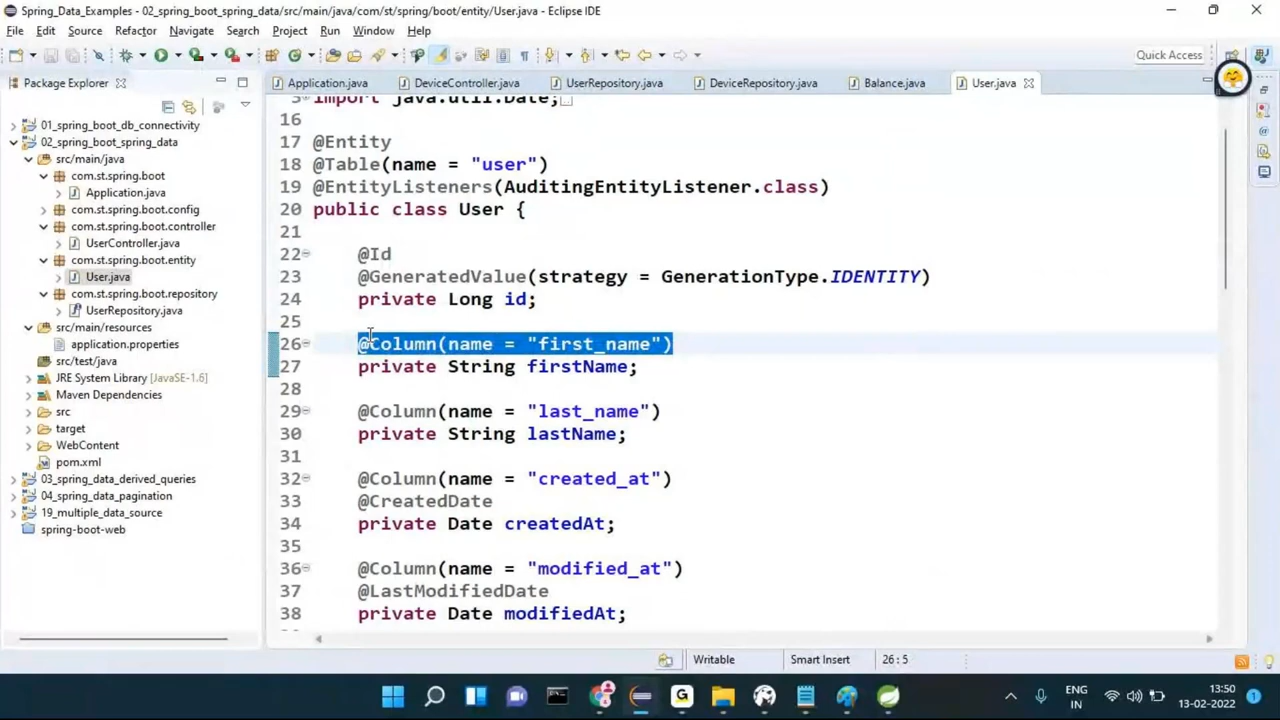 Spring_Data_Examples - 02_spring_boot_spring_data/src/main/java/com/st/spring/boot/entity/User.java - Eclipse IDE
File Edit Source Refactor Navigate Search Project Run Window Help
Quick Access
Package Explorer
Application.java DeviceController.java UserRepository.java DeviceRepository.java Balance.java User.java
01_spring_boot_db_connectivity
02_spring_boot_spring_data
src/main/java
com.st.spring.boot
Application.java
com.st.spring.boot.config
com.st.spring.boot.controller
UserController.java
com.st.spring.boot.entity
User.java
com.st.spring.boot.repository
UserRepository.java
src/main/resources
application.properties
src/test/java
JRE System Library [JavaSE-1.6]
Maven Dependencies
src
target
WebContent
pom.xml
03_spring_data_derived_queries
04_spring_data_pagination
19_multiple_data_source
spring-boot-web
3 import java.util.Date;
16
17 @Entity
18 @Table(name = "user")
19 @EntityListeners(AuditingEntityListener.class)
20 public class User {
21
22 @Id
23 @GeneratedValue(strategy = GenerationType.IDENTITY)
24 private Long id;
25
26 @Column(name = "first_name")
27 private String firstName;
28
29 @Column(name = "last_name")
30 private String lastName;
31
32 @Column(name = "created_at")
33 @CreatedDate
34 private Date createdAt;
35
36 @Column(name = "modified_at")
37 @LastModifiedDate
38 private Date modifiedAt;
Writable Smart Insert 26 : 5
ENG
IN
13:50
13-02-2022